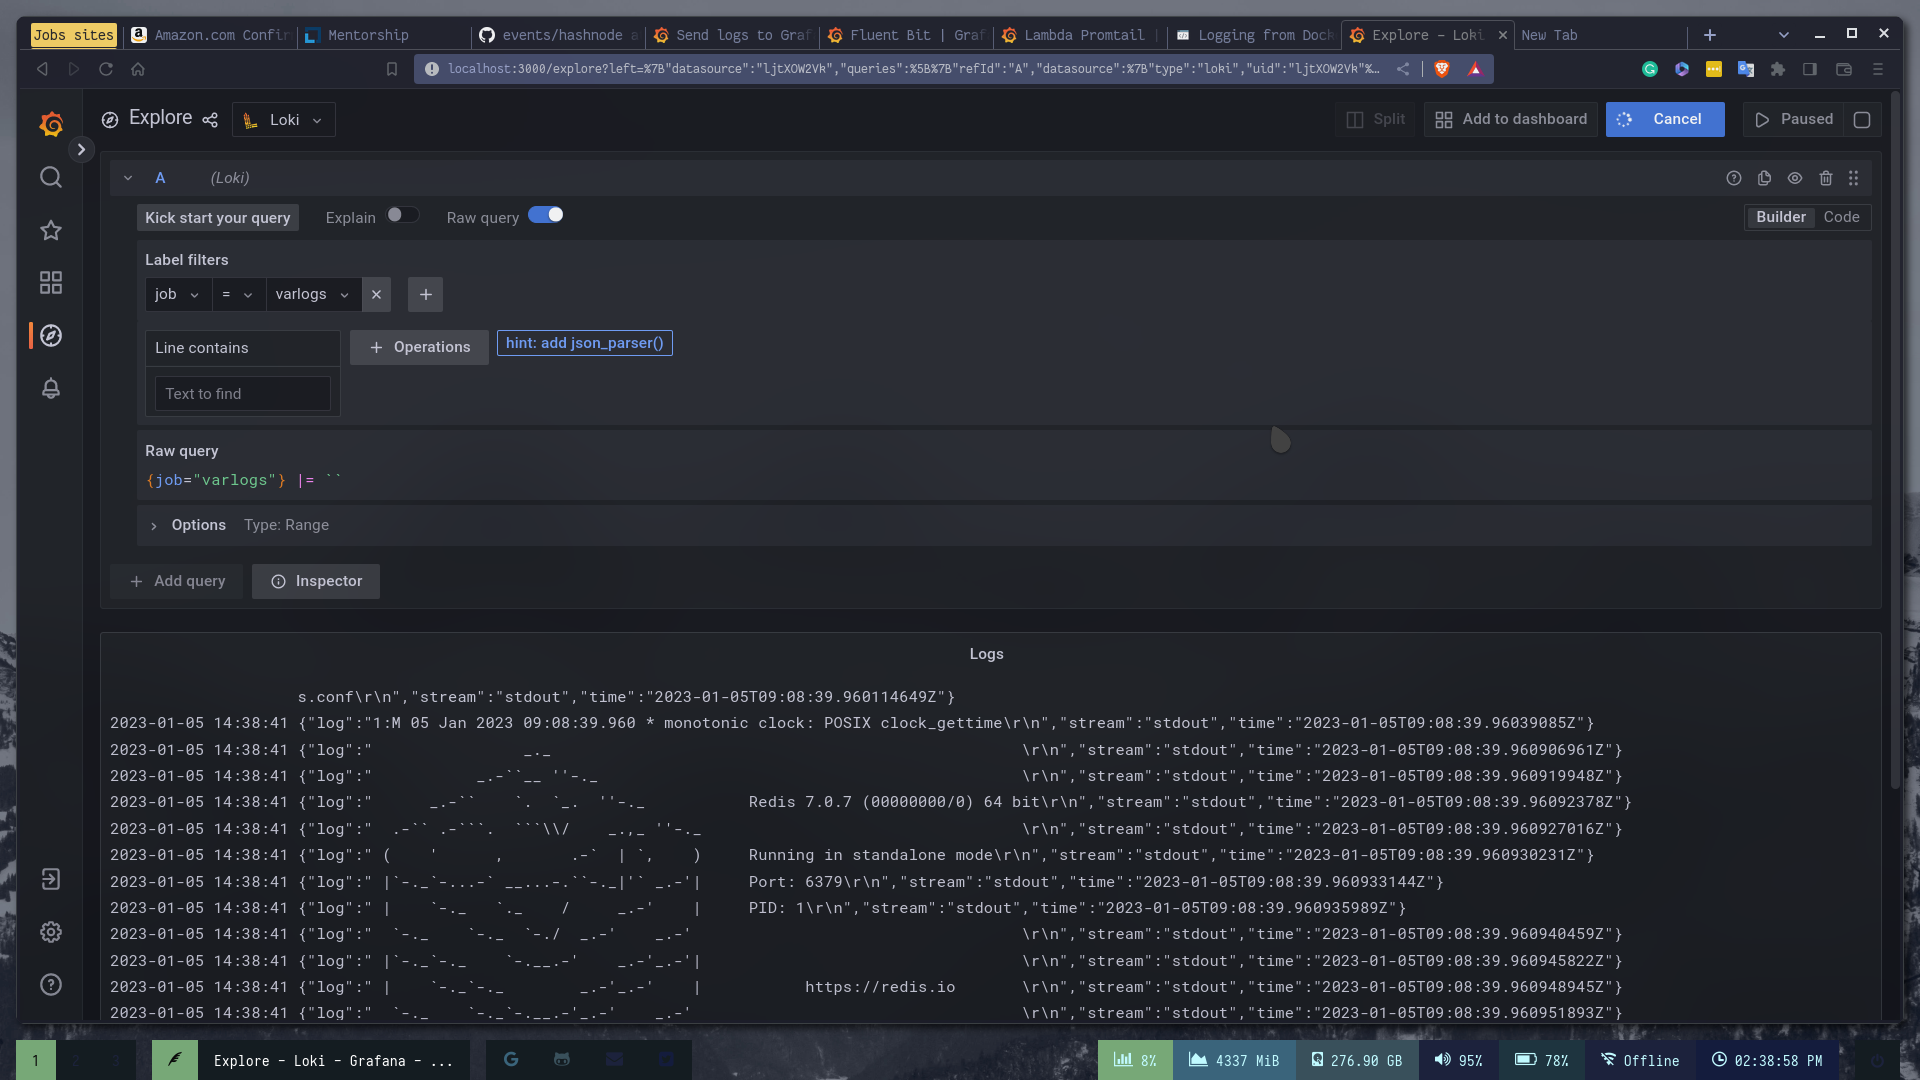 Jobs sites
Amazon.com Confir
Mentorship
events/hashnode a
Send logs to Graf
Fluent Bit | Graf
Lambda Promtail |
Logging from Dock
Explore - Loki
New Tab
localhost:3000/explore?left=%7B"datasource":"ljtXOW2Vk","queries":%5B%7B"refId":"A","datasource":%7B"type":"loki","uid":"ljtXOW2Vk"%…
Explore
Loki
Split
Add to dashboard
Cancel
Paused
A (Loki)
Kick start your query
Explain
Raw query
Builder
Code
Label filters
job = varlogs
Line contains
+ Operations
hint: add json_parser()
Text to find
Raw query
{job="varlogs"} |= ``
Options Type: Range
+ Add query
Inspector
Logs
s.conf\r\n","stream":"stdout","time":"2023-01-05T09:08:39.960114649Z"}
2023-01-05 14:38:41 {"log":"1:M 05 Jan 2023 09:08:39.960 * monotonic clock: POSIX clock_gettime\r\n","stream":"stdout","time":"2023-01-05T09:08:39.96039085Z"}
2023-01-05 14:38:41 {"log":"                _._                                                  \r\n","stream":"stdout","time":"2023-01-05T09:08:39.960906961Z"}
2023-01-05 14:38:41 {"log":"           _.-``__ ''-._                                             \r\n","stream":"stdout","time":"2023-01-05T09:08:39.960919948Z"}
2023-01-05 14:38:41 {"log":"      _.-``    `.  `_.  ''-._           Redis 7.0.7 (00000000/0) 64 bit\r\n","stream":"stdout","time":"2023-01-05T09:08:39.96092378Z"}
2023-01-05 14:38:41 {"log":"  .-`` .-```.  ```\\/    _.,_ ''-._                                  \r\n","stream":"stdout","time":"2023-01-05T09:08:39.960927016Z"}
2023-01-05 14:38:41 {"log":" (    '      ,       .-`  | `,    )     Running in standalone mode\r\n","stream":"stdout","time":"2023-01-05T09:08:39.960930231Z"}
2023-01-05 14:38:41 {"log":" |`-._`-...-` __...-.``-._|'` _.-'|     Port: 6379\r\n","stream":"stdout","time":"2023-01-05T09:08:39.960933144Z"}
2023-01-05 14:38:41 {"log":" |    `-._   `._    /     _.-'    |     PID: 1\r\n","stream":"stdout","time":"2023-01-05T09:08:39.960935989Z"}
2023-01-05 14:38:41 {"log":"  `-._    `-._  `-./  _.-'    _.-'                                   \r\n","stream":"stdout","time":"2023-01-05T09:08:39.960940459Z"}
2023-01-05 14:38:41 {"log":" |`-._`-._    `-.__.-'    _.-'_.-'|                                  \r\n","stream":"stdout","time":"2023-01-05T09:08:39.960945822Z"}
2023-01-05 14:38:41 {"log":" |    `-._`-._        _.-'_.-'    |           https://redis.io       \r\n","stream":"stdout","time":"2023-01-05T09:08:39.960948945Z"}
2023-01-05 14:38:41 {"log":"  `-._    `-._`-.__.-'_.-'    _.-'                                   \r\n","stream":"stdout","time":"2023-01-05T09:08:39.960951893Z"}
1 2 3
Explore - Loki - Grafana - ...
8%
4337 MiB
276.90 GB
95%
78%
Offline
02:38:58 PM